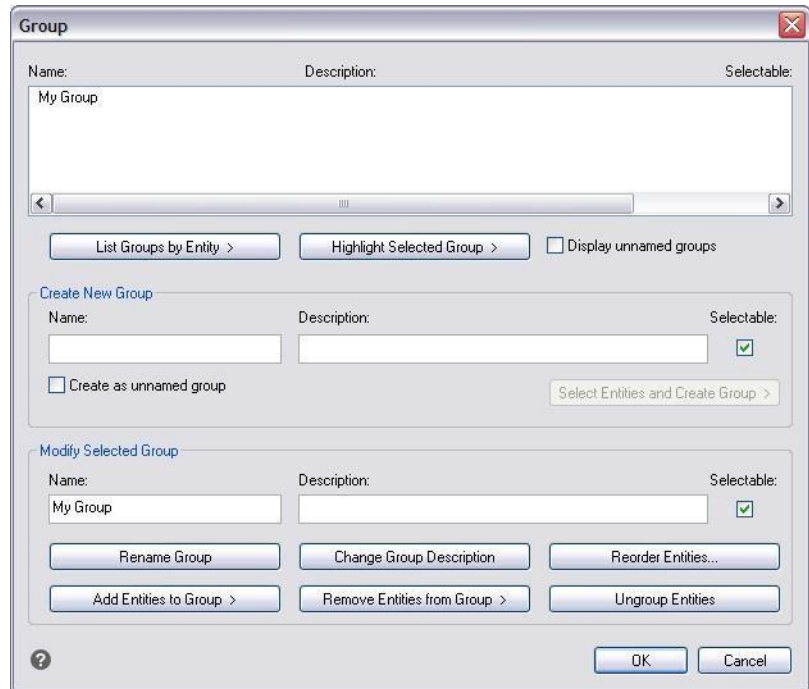 Group
Name: Description: Selectable:
My Group
List Groups by Entity > Highlight Selected Group > Display unnamed groups
Create New Group
Name: Description: Selectable:
Create as unnamed group Select Entities and Create Group >
Modify Selected Group
Name: Description: Selectable:
My Group
Rename Group Change Group Description Reorder Entities...
Add Entities to Group > Remove Entities from Group > Ungroup Entities
? OK Cancel